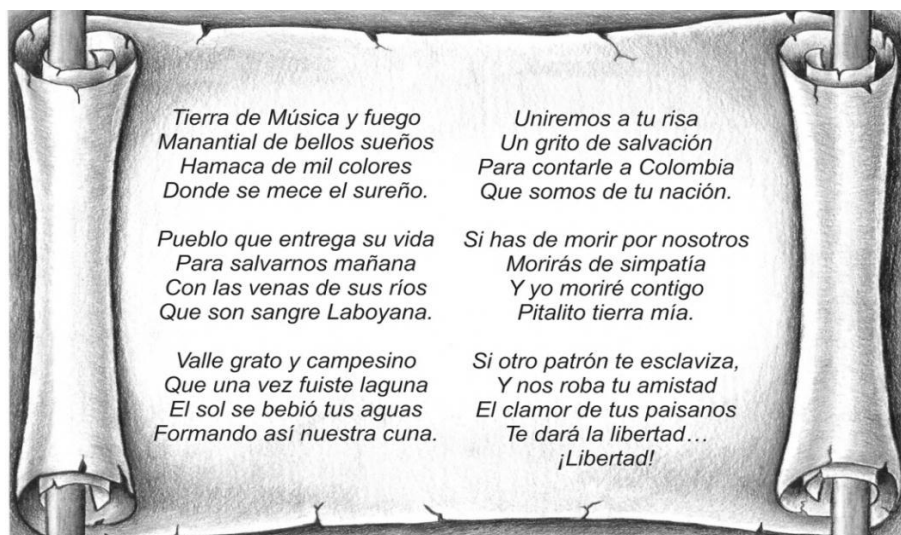 Tierra de Música y fuego
Manantial de bellos sueños
Hamaca de mil colores
Donde se mece el sureño.
Pueblo que entrega su vida
Para salvarnos mañana
Con las venas de sus ríos
Que son sangre Laboyana.
Valle grato y campesino
Que una vez fuiste laguna
El sol se bebió tus aguas
Formando así nuestra cuna.
Uniremos a tu risa
Un grito de salvación
Para contarle a Colombia
Que somos de tu nación.
Si has de morir por nosotros
Morirás de simpatía
Y yo moriré contigo
Pitalito tierra mía.
Si otro patrón te esclaviza,
Y nos roba tu amistad
El clamor de tus paisanos
Te dará la libertad…
¡Libertad!